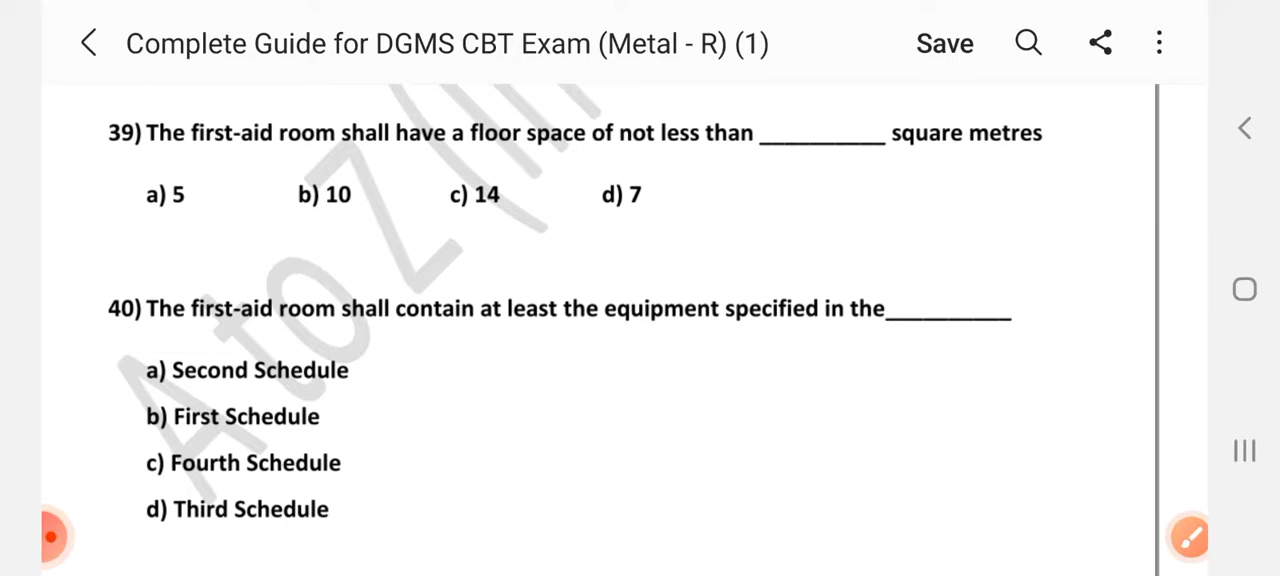 Complete Guide for DGMS CBT Exam (Metal - R) (1) Save
39) The first-aid room shall have a floor space of not less than __________ square metres
a) 5 b) 10 c) 14 d) 7
40) The first-aid room shall contain at least the equipment specified in the__________
a) Second Schedule
b) First Schedule
c) Fourth Schedule
d) Third Schedule
A to Z (In